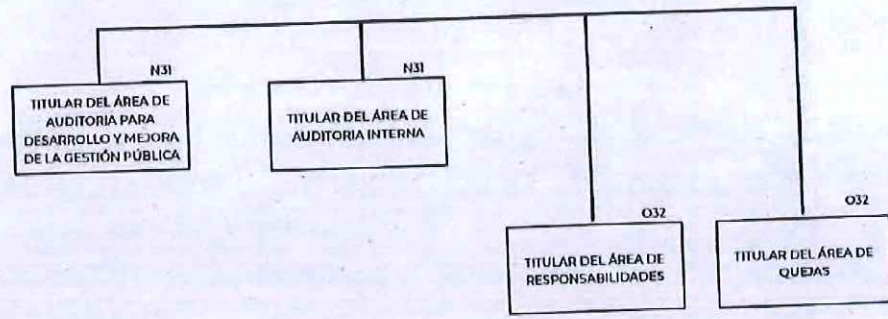 N31
TITULAR DEL ÁREA DE
AUDITORIA PARA
DESARROLLO Y MEJORA
DE LA GESTIÓN PÚBLICA
N31
TITULAR DEL ÁREA DE
AUDITORIA INTERNA
O32
TITULAR DEL ÁREA DE
RESPONSABILIDADES
O32
TITULAR DEL ÁREA DE
QUEJAS